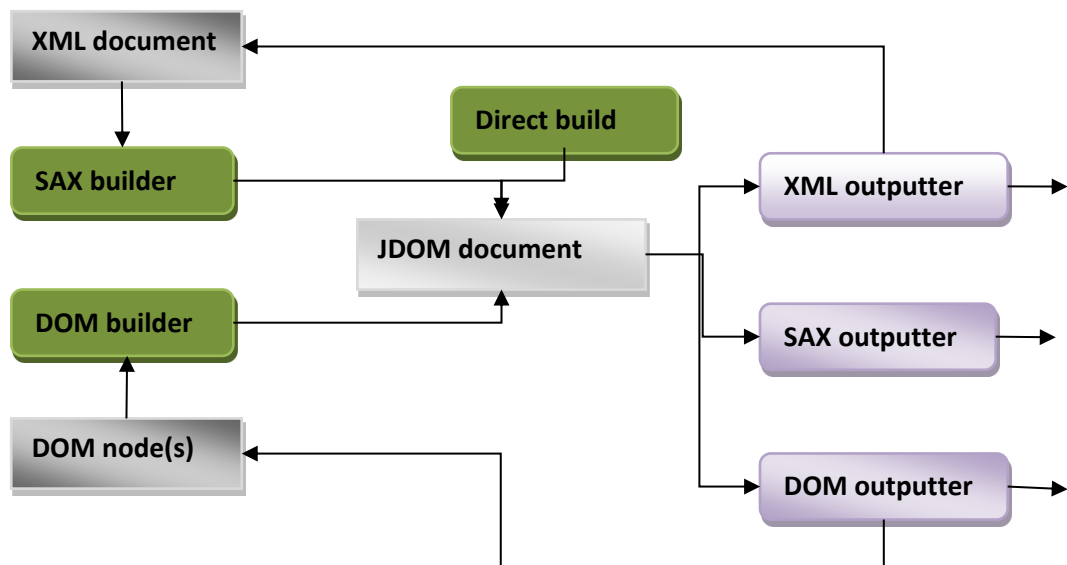 XML document
Direct build
SAX builder
XML outputter
JDOM document
DOM builder
SAX outputter
DOM node(s)
DOM outputter